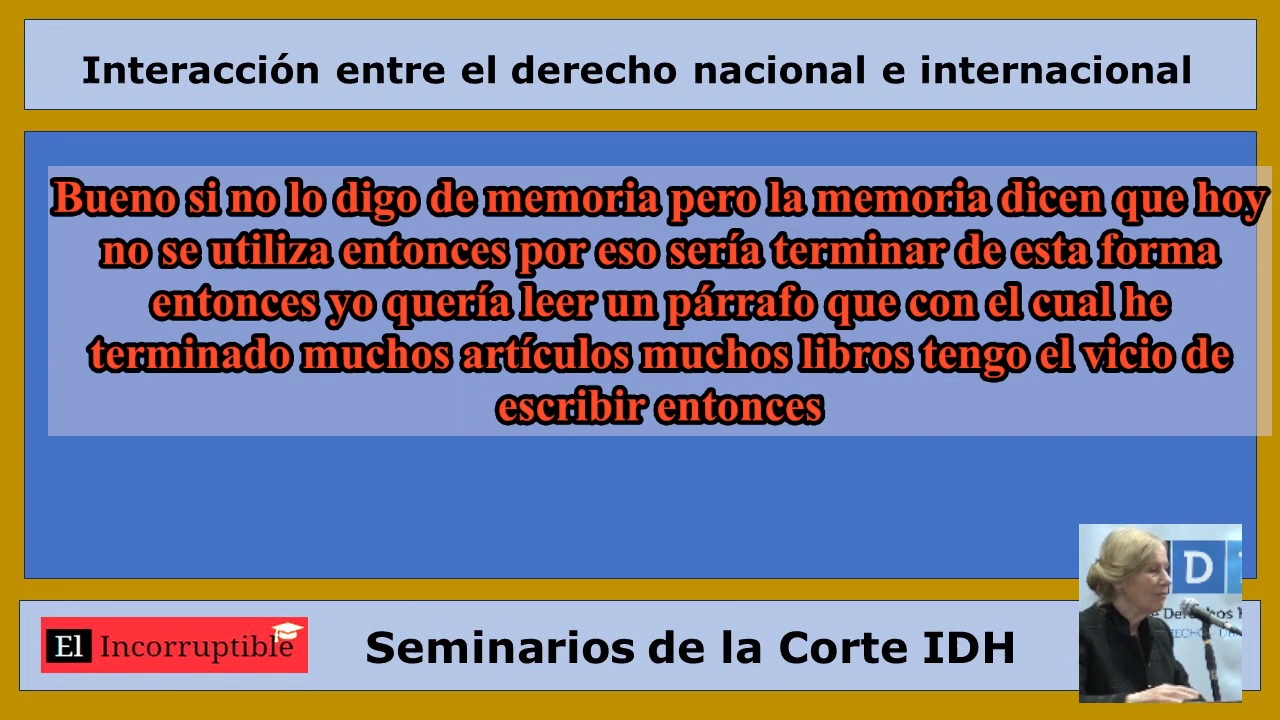 Interacción entre el derecho nacional e internacional
Bueno si no lo digo de memoria pero la memoria dicen que hoy
no se utiliza entonces por eso sería terminar de esta forma
entonces yo quería leer un párrafo que con el cual he
terminado muchos artículos muchos libros tengo el vicio de
escribir entonces
D
Derechos
El Incorruptible
Seminarios de la Corte IDH